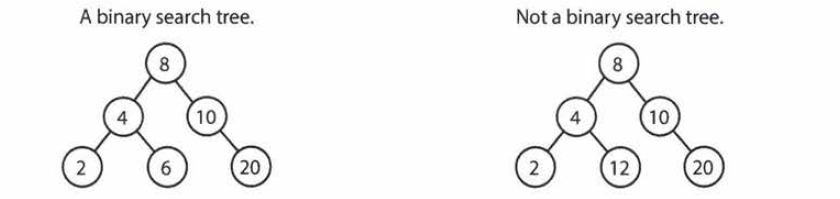 A binary search tree.
8
4 10
2 6 20
Not a binary search tree.
8
4 10
2 12 20